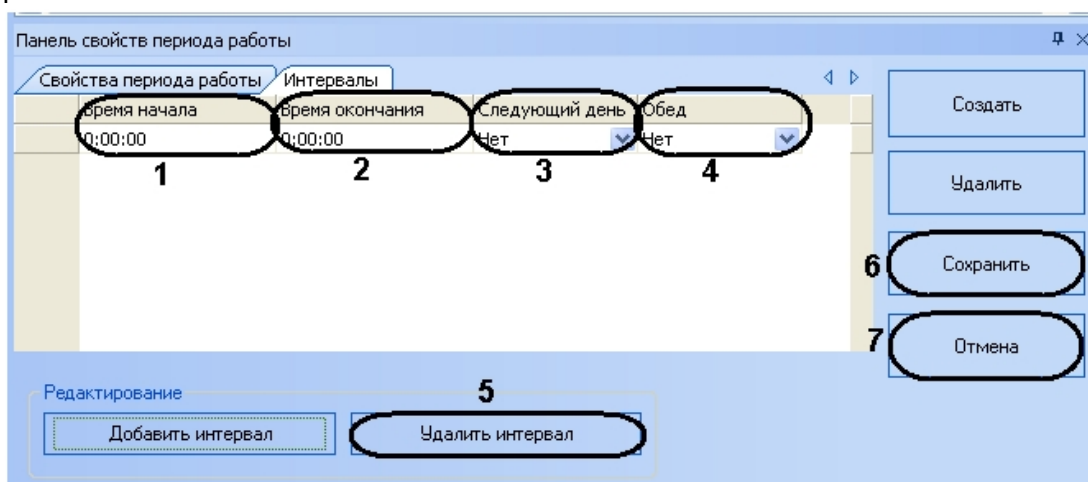 Панель свойств периода работы
Свойства периода работы Интервалы
Время начала Время окончания Следующий день Обед
0:00:00 0:00:00 Нет Нет
1 2 3 4
Создать
Удалить
6 Сохранить
7 Отмена
Редактирование 5
Добавить интервал Удалить интервал